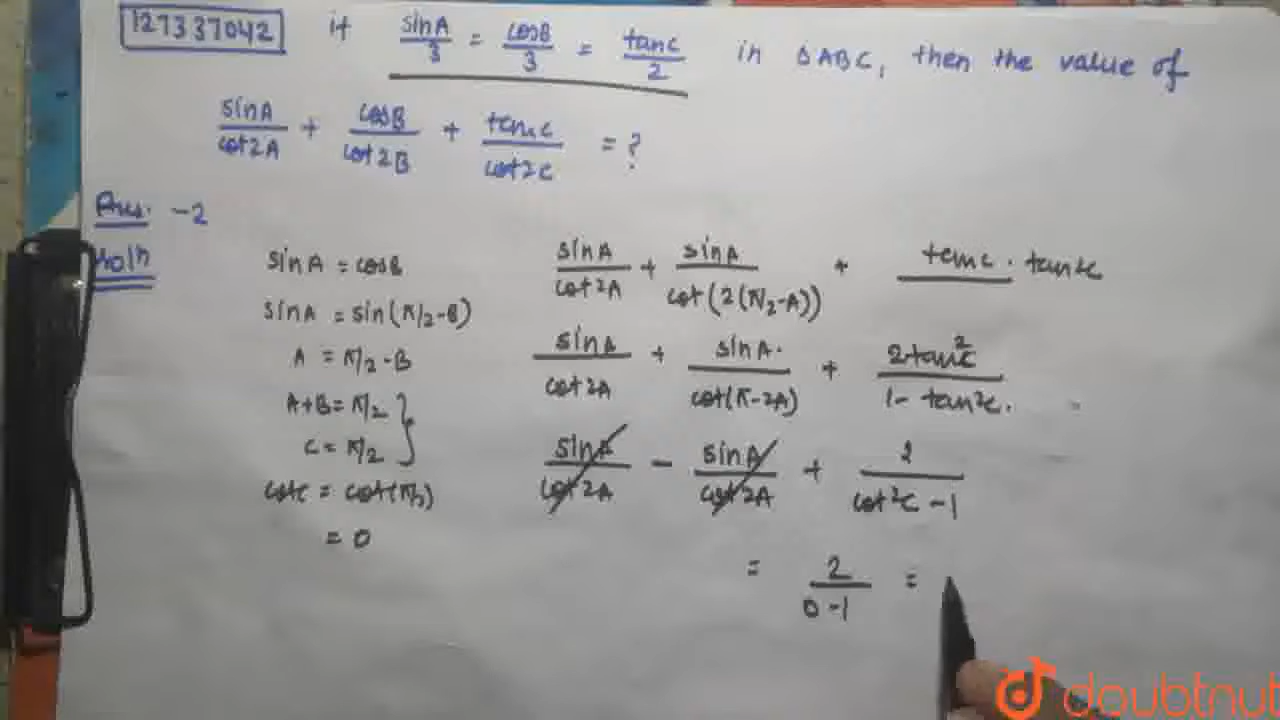 127337042 if sinA/3 = cosB/3 = tanC/2 in ΔABC, then the value of
sinA/cot2A + cosB/cot2B + tanC/cot2C = ?
Ans. -2
Soln
sinA = cosB
sinA = sin(π/2-B)
A = π/2-B
A+B = π/2
C = π/2
cotC = cot(π/2)
= 0
sinA/cot2A + sinA/cot(2(π/2-A)) + tanC . tan2C
sinA/cot2A + sinA./cot(π-2A) + 2tan²C/1- tan²C.
sinA/cot2A - sinA/cot2A + 2/cot²C -1
= 2/0-1 =
doubtnut